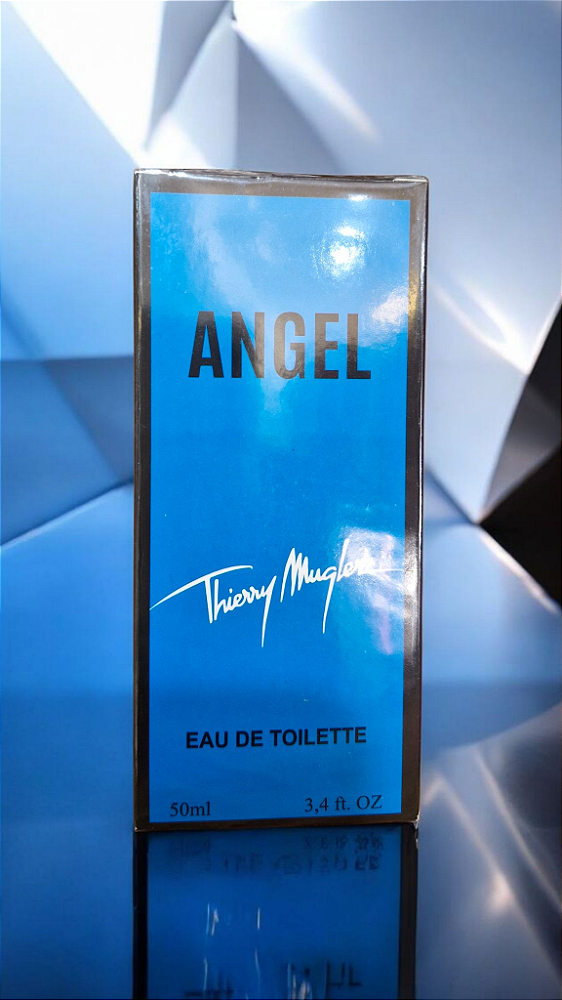 ANGEL
Thierry Mugler
EAU DE TOILETTE
50ml 3,4 ft. OZ